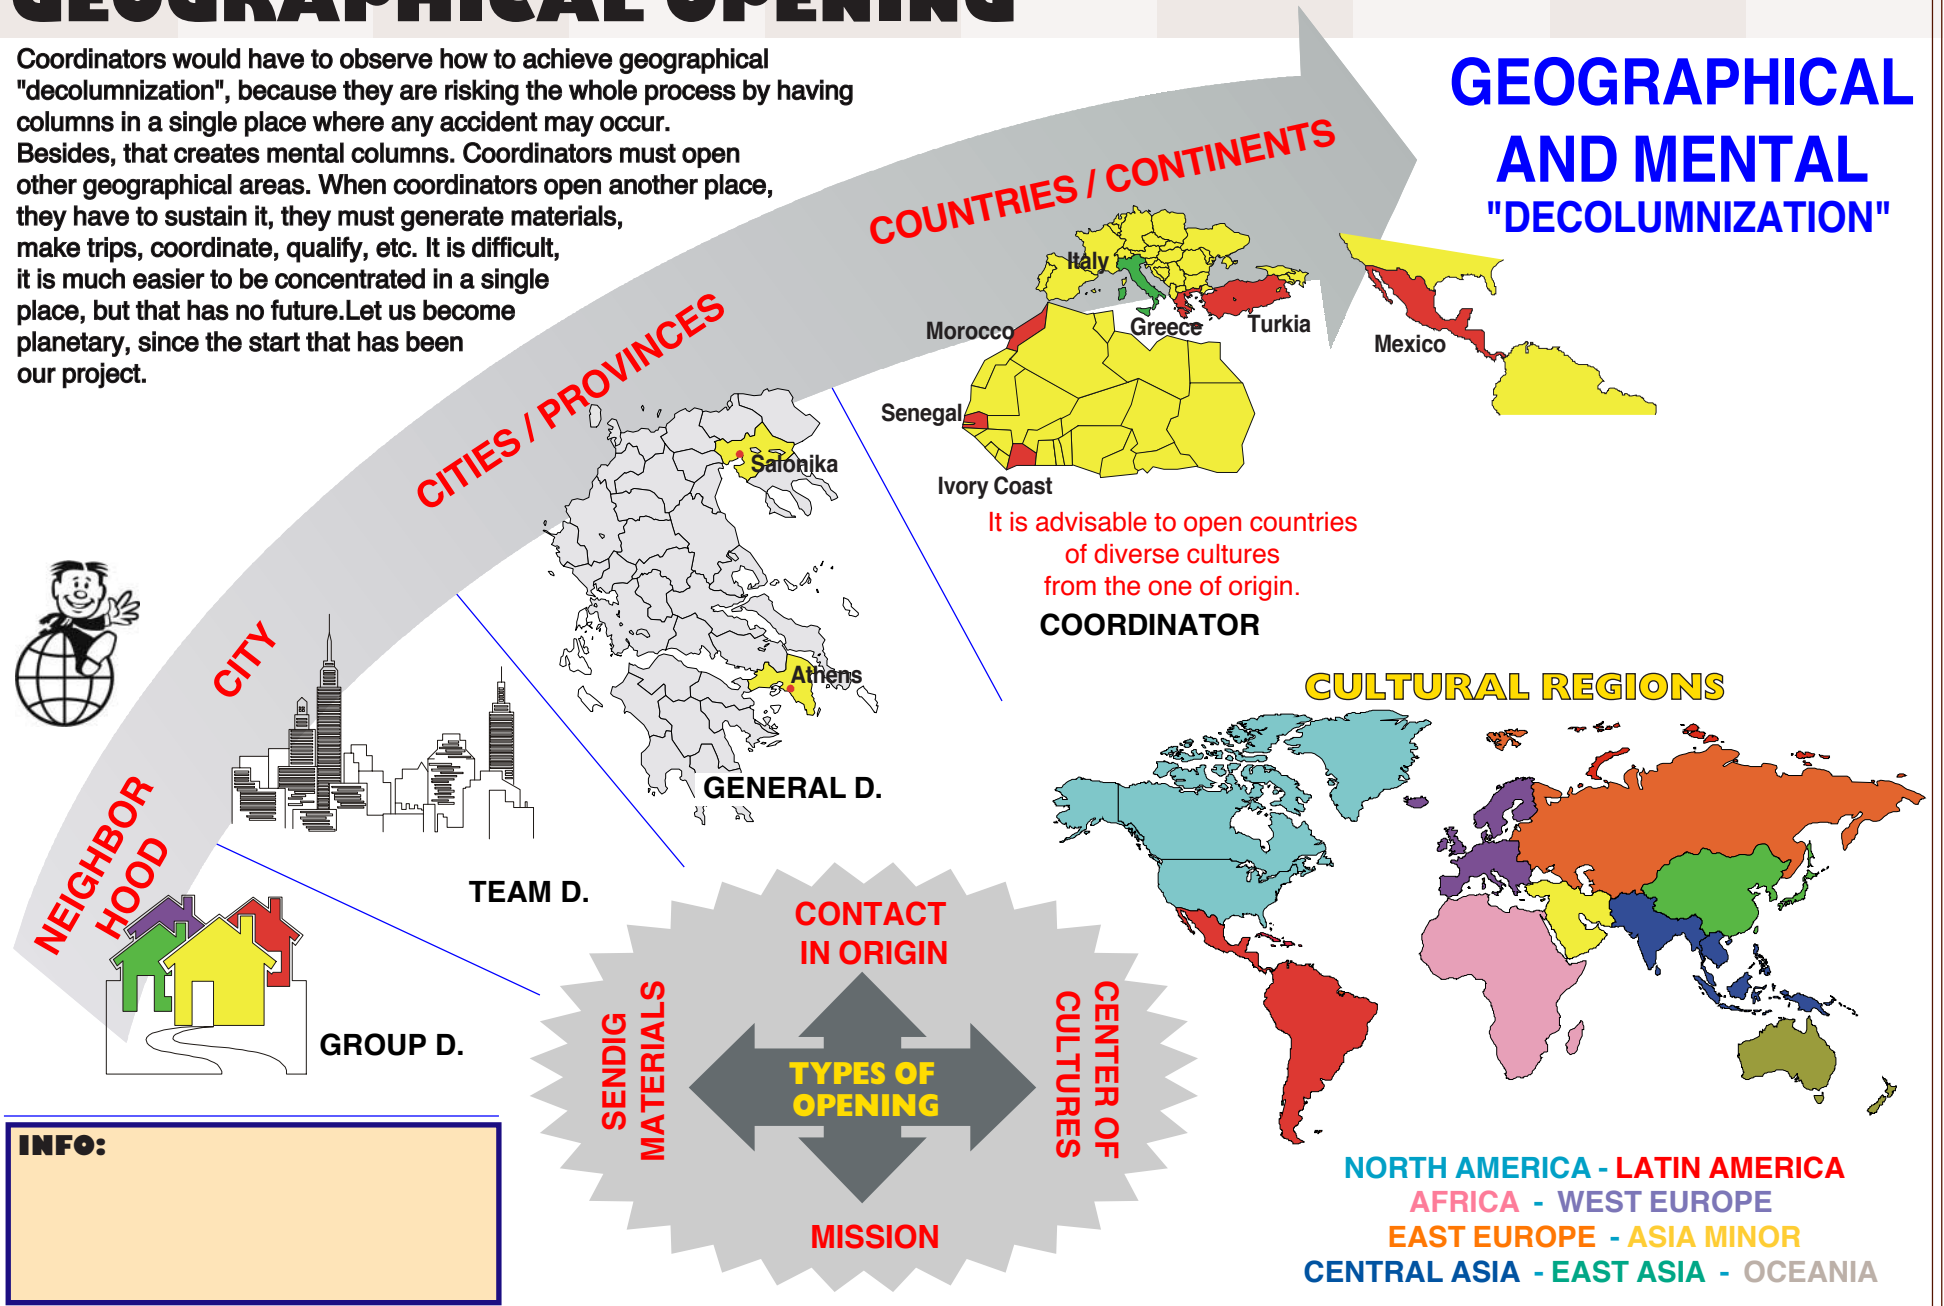 GEOGRAPHICAL OPENING
Coordinators would have to observe how to achieve geographical
"decolumnization", because they are risking the whole process by having
columns in a single place where any accident may occur.
Besides, that creates mental columns. Coordinators must open
other geographical areas. When coordinators open another place,
they have to sustain it, they must generate materials,
make trips, coordinate, qualify, etc. It is difficult,
it is much easier to be concentrated in a single
place, but that has no future.Let us become
planetary, since the start that has been
our project.
GEOGRAPHICAL
AND MENTAL
"DECOLUMNIZATION"
COUNTRIES / CONTINENTS
CITIES / PROVINCES
CITY
NEIGHBOR
HOOD
Italy
Morocco
Greece
Turkia
Mexico
Senegal
Ivory Coast
It is advisable to open countries
of diverse cultures
from the one of origin.
COORDINATOR
Salonika
Athens
GENERAL D.
TEAM D.
GROUP D.
CULTURAL REGIONS
CONTACT
IN ORIGIN
SENDIG
MATERIALS
TYPES OF
OPENING
CENTER OF
CULTURES
MISSION
INFO:
NORTH AMERICA - LATIN AMERICA
AFRICA - WEST EUROPE
EAST EUROPE - ASIA MINOR
CENTRAL ASIA - EAST ASIA - OCEANIA